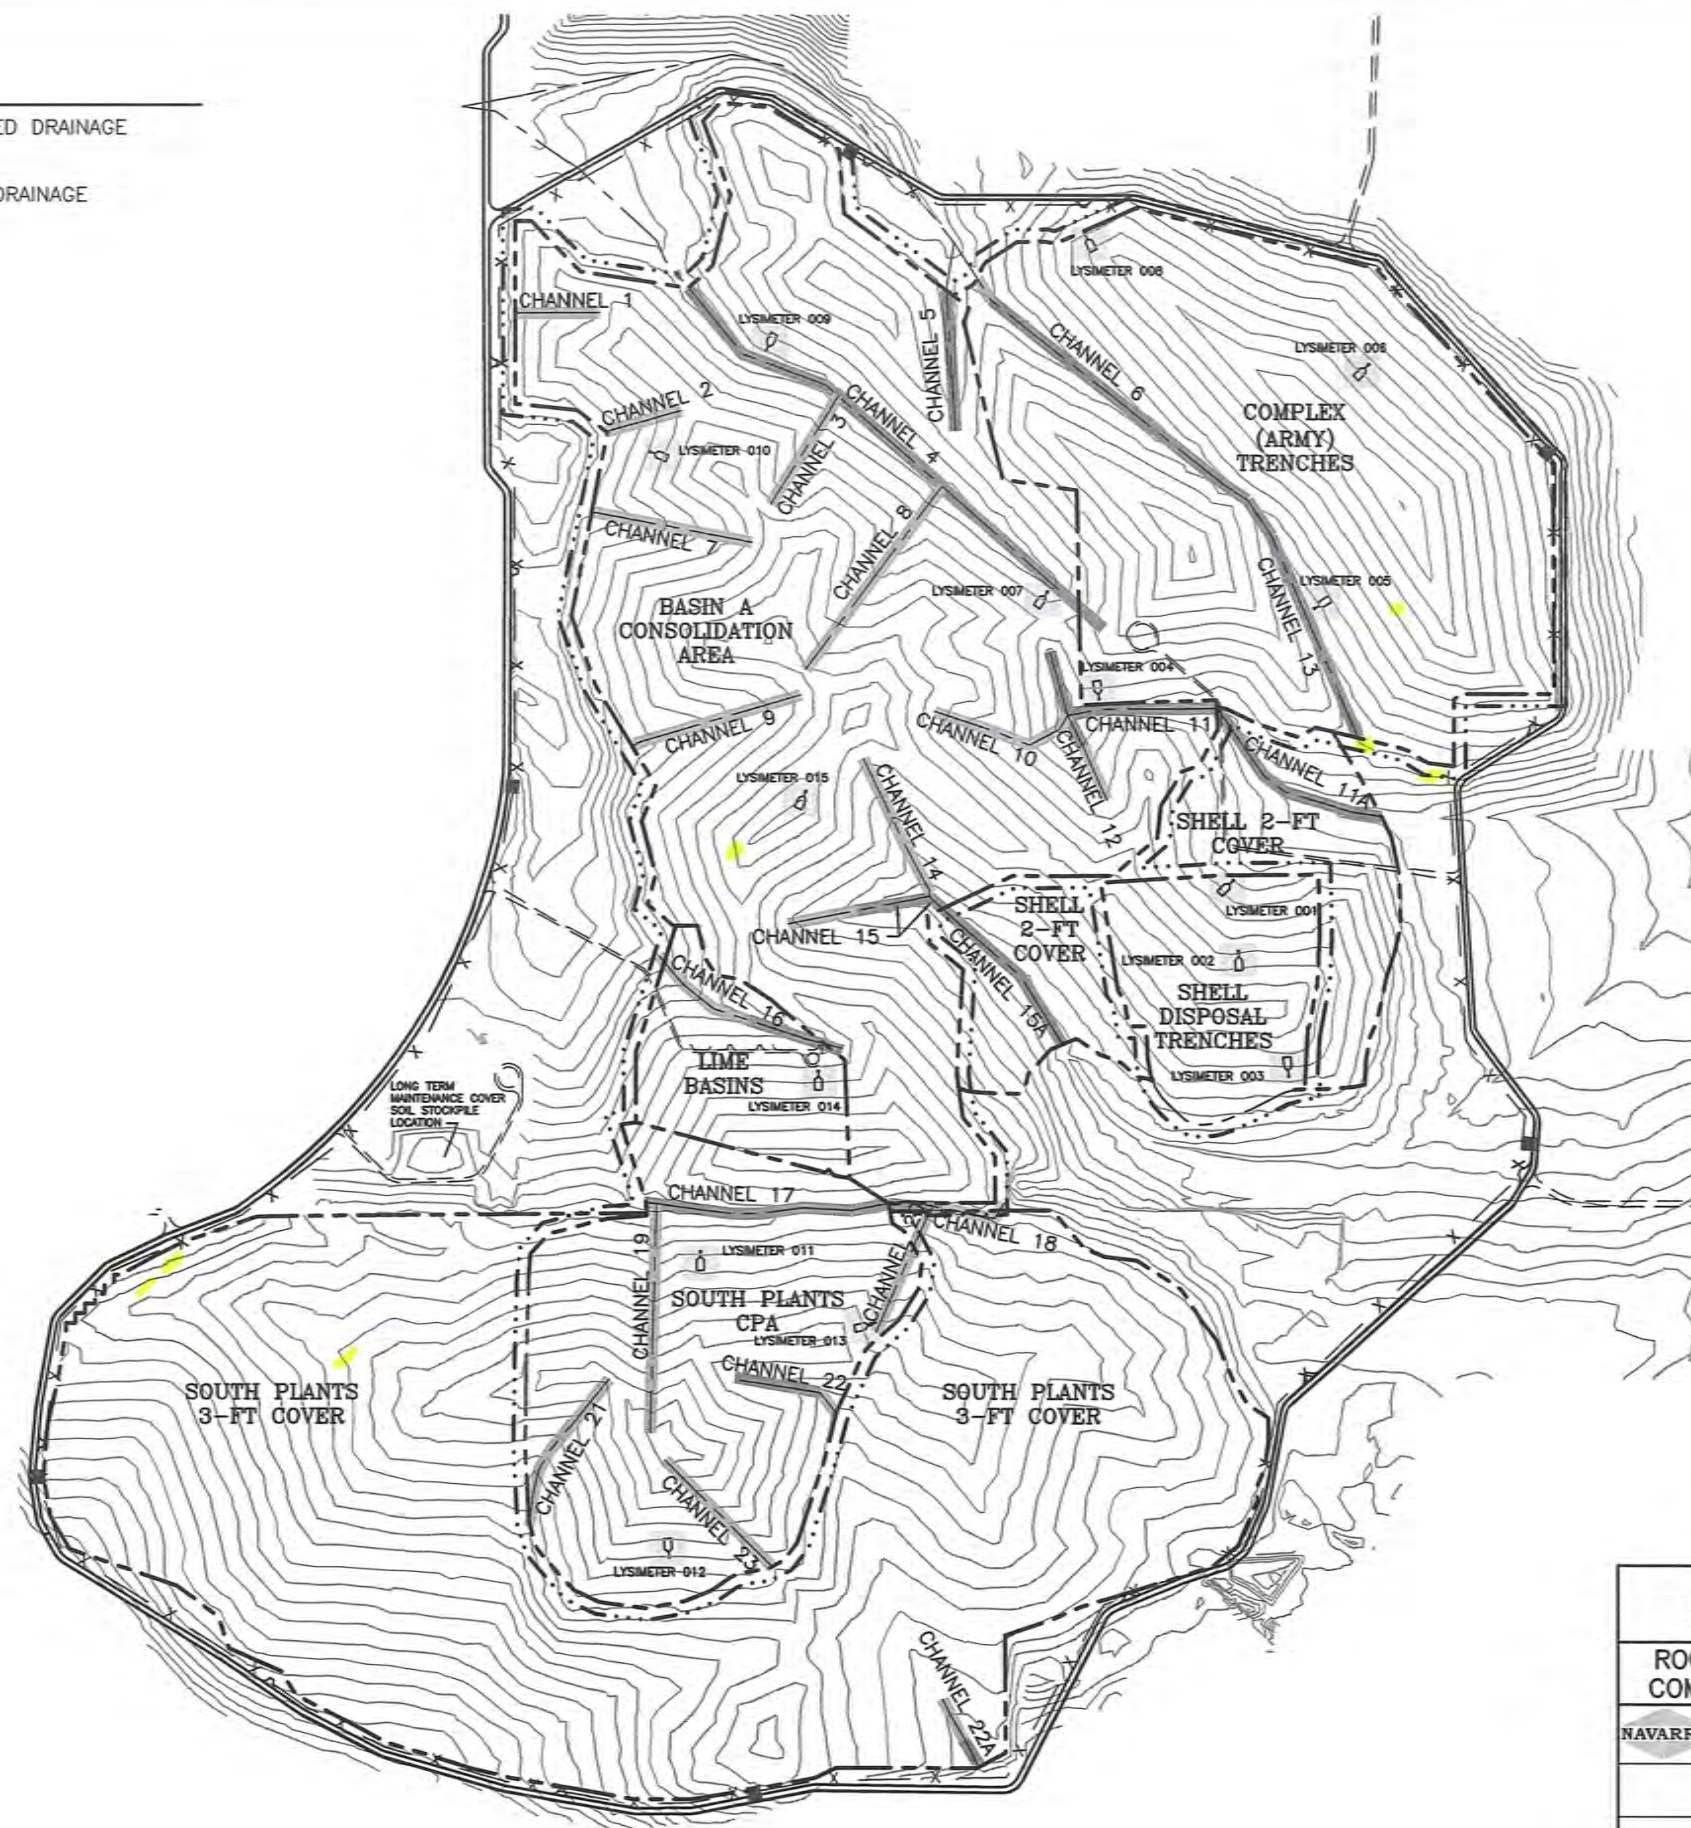 ED DRAINAGE
DRAINAGE
LYSIMETER 008
CHANNEL 1
LYSIMETER 009
CHANNEL 5
CHANNEL 6
LYSIMETER 006
CHANNEL 2
CHANNEL 3
CHANNEL 4
COMPLEX
(ARMY)
TRENCHES
LYSIMETER 010
CHANNEL 7
CHANNEL 8
CHANNEL 13
LYSIMETER 005
LYSIMETER 007
BASIN A
CONSOLIDATION
AREA
LYSIMETER 004
CHANNEL 9
CHANNEL 10
CHANNEL 11
CHANNEL 12
CHANNEL 11A
LYSIMETER 015
CHANNEL 14
SHELL 2-FT
COVER
CHANNEL 15
SHELL
2-FT
COVER
LYSIMETER 001
LYSIMETER 002
CHANNEL 15A
SHELL
DISPOSAL
TRENCHES
LYSIMETER 003
CHANNEL 16
LIME
BASINS
LYSIMETER 014
LONG TERM
MAINTENANCE COVER
SOIL STOCKPILE
LOCATION
CHANNEL 17
CHANNEL 18
CHANNEL 19
LYSIMETER 011
CHANNEL
SOUTH PLANTS
CPA
LYSIMETER 013
CHANNEL 22
SOUTH PLANTS
3-FT COVER
SOUTH PLANTS
3-FT COVER
CHANNEL 21
CHANNEL 23
LYSIMETER 012
CHANNEL 22A
ROC
COM
NAVARR